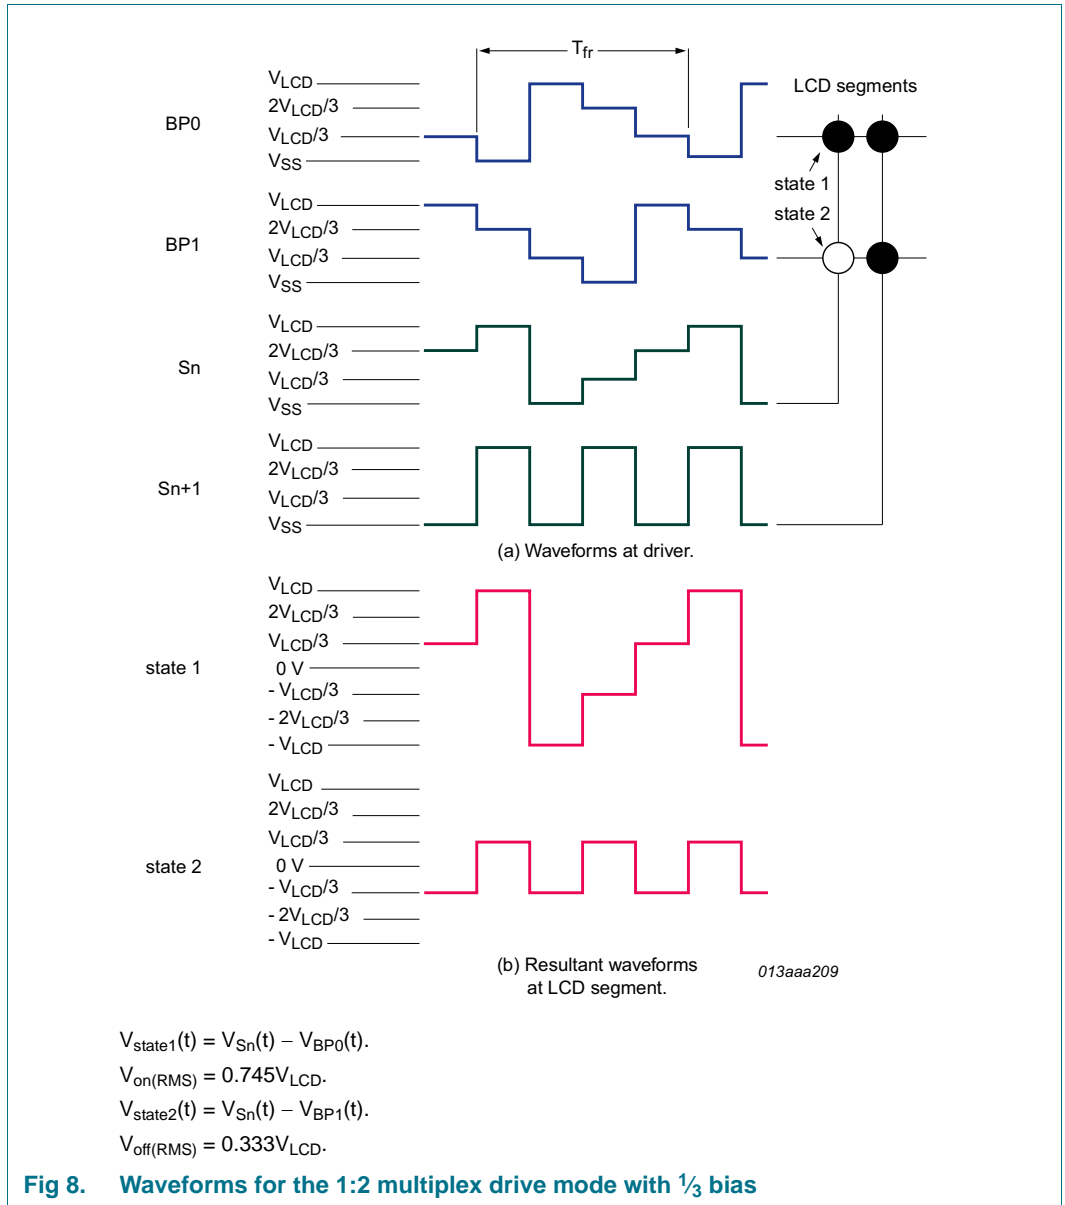 T_fr
V_LCD
2V_LCD/3
BP0
V_LCD/3
V_SS
LCD segments
state 1
state 2
V_LCD
2V_LCD/3
BP1
V_LCD/3
V_SS
V_LCD
2V_LCD/3
Sn
V_LCD/3
V_SS
V_LCD
2V_LCD/3
Sn+1
V_LCD/3
V_SS
(a) Waveforms at driver.
V_LCD
2V_LCD/3
V_LCD/3
state 1
0 V
- V_LCD/3
- 2V_LCD/3
- V_LCD
V_LCD
2V_LCD/3
V_LCD/3
state 2
0 V
- V_LCD/3
- 2V_LCD/3
- V_LCD
(b) Resultant waveforms
at LCD segment.
013aaa209
V_state1(t) = V_Sn(t) − V_BP0(t).
V_on(RMS) = 0.745V_LCD.
V_state2(t) = V_Sn(t) − V_BP1(t).
V_off(RMS) = 0.333V_LCD.
Fig 8. Waveforms for the 1:2 multiplex drive mode with 1⁄3 bias